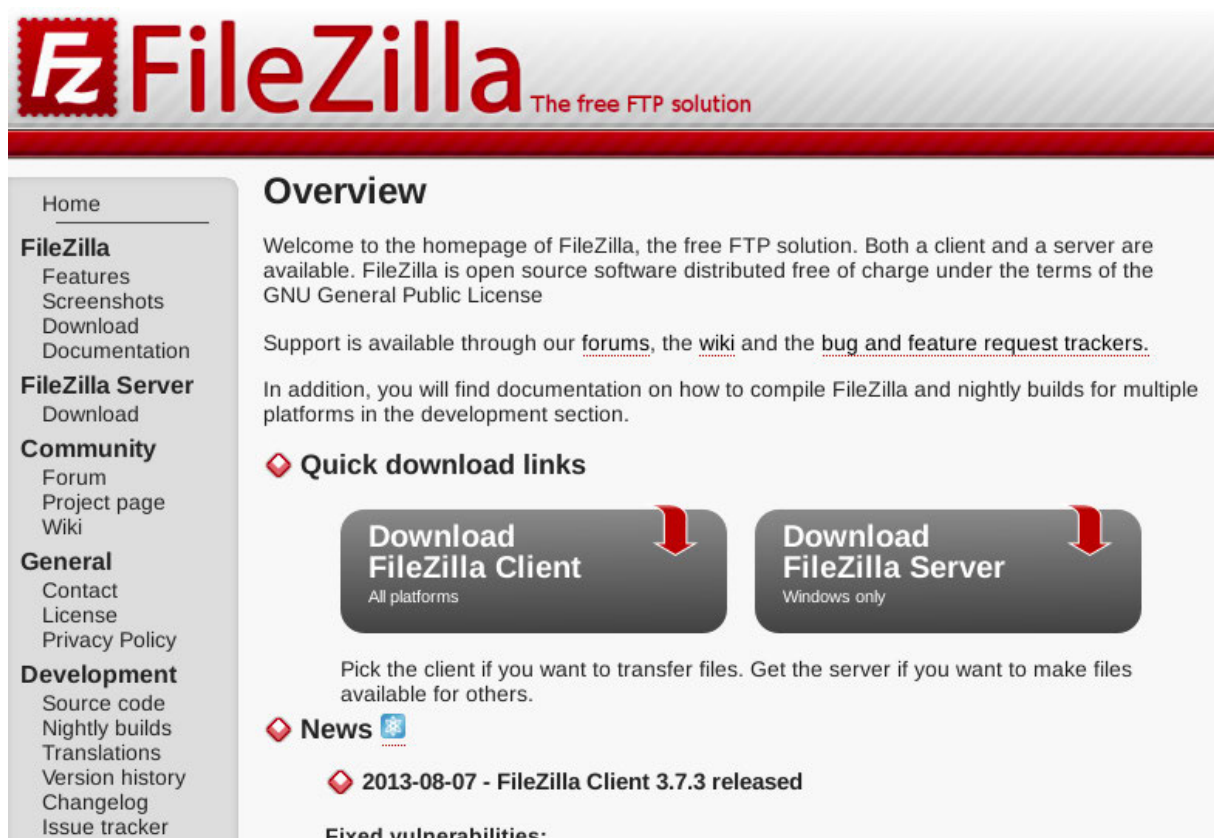 Fz FileZilla The free FTP solution
Home
FileZilla
Features
Screenshots
Download
Documentation
FileZilla Server
Download
Community
Forum
Project page
Wiki
General
Contact
License
Privacy Policy
Development
Source code
Nightly builds
Translations
Version history
Changelog
Issue tracker
Overview
Welcome to the homepage of FileZilla, the free FTP solution. Both a client and a server are
available. FileZilla is open source software distributed free of charge under the terms of the
GNU General Public License
Support is available through our forums, the wiki and the bug and feature request trackers.
In addition, you will find documentation on how to compile FileZilla and nightly builds for multiple
platforms in the development section.
Quick download links
Download
FileZilla Client
All platforms
Download
FileZilla Server
Windows only
Pick the client if you want to transfer files. Get the server if you want to make files
available for others.
News
2013-08-07 - FileZilla Client 3.7.3 released
Fixed vulnerabilities: